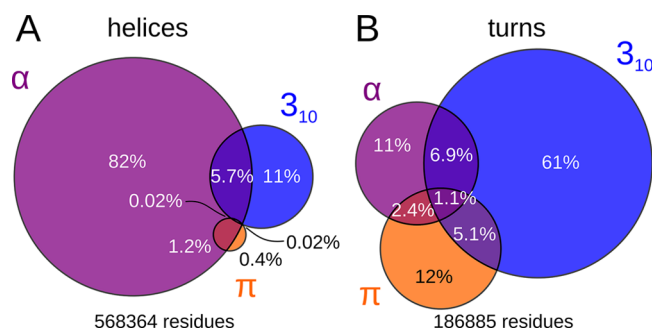 A
helices
α
3₁₀
82%
5.7%
11%
0.02%
1.2%
0.02%
0.4%
π
568364 residues
B
turns
3₁₀
α
11%
6.9%
61%
1.1%
2.4%
5.1%
12%
π
186885 residues